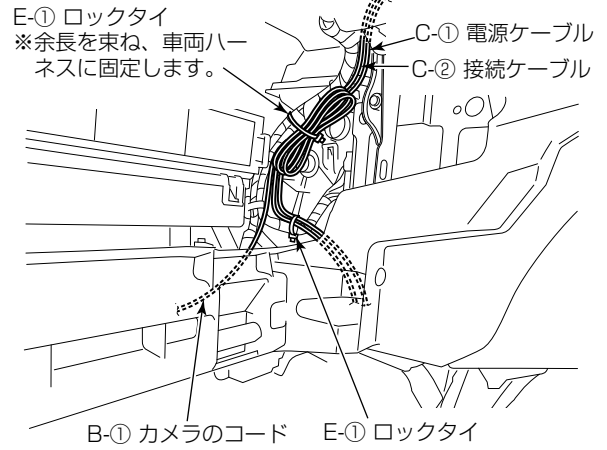 E-① ロックタイ
※余長を束ね、車両ハー
ネスに固定します。
C-① 電源ケーブル
C-② 接続ケーブル
B-① カメラのコード
E-① ロックタイ